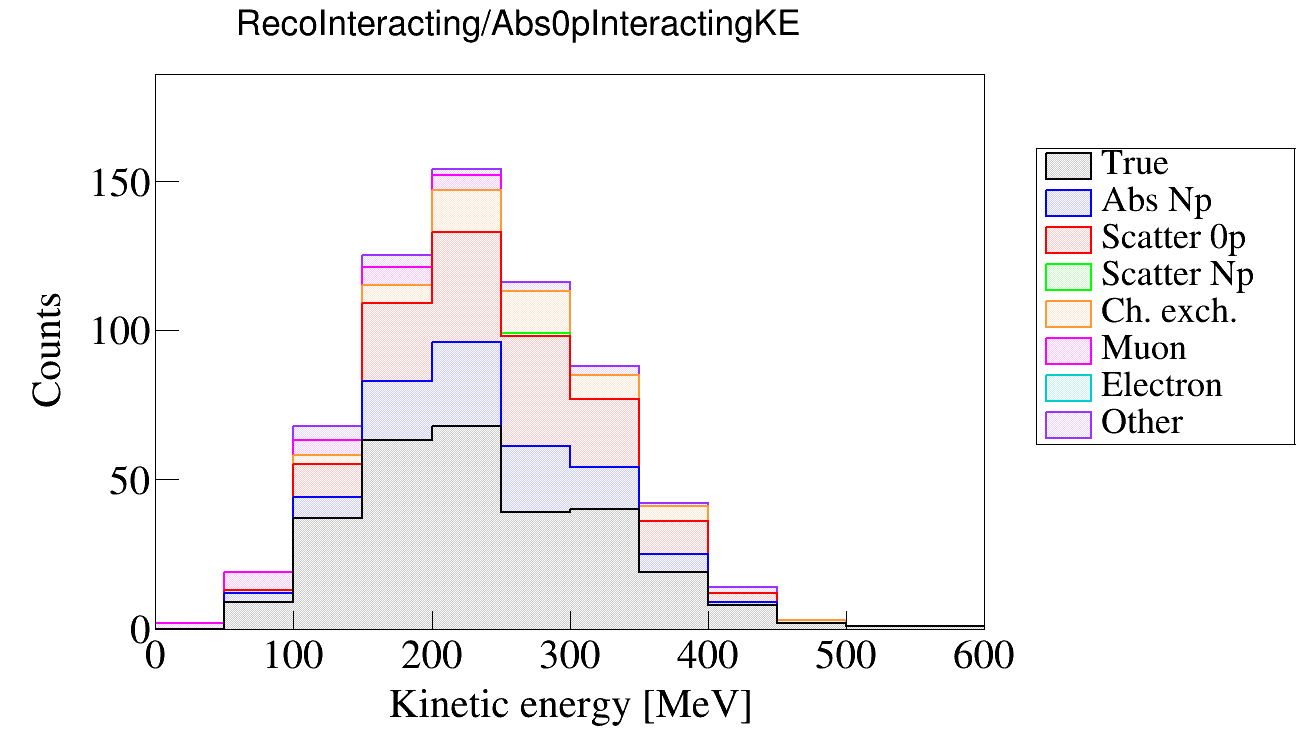 RecoInteracting/Abs0pInteractingKE
150
100
50
0
Counts
0 100 200 300 400 500 600
Kinetic energy [MeV]
True
Abs Np
Scatter 0p
Scatter Np
Ch. exch.
Muon
Electron
Other